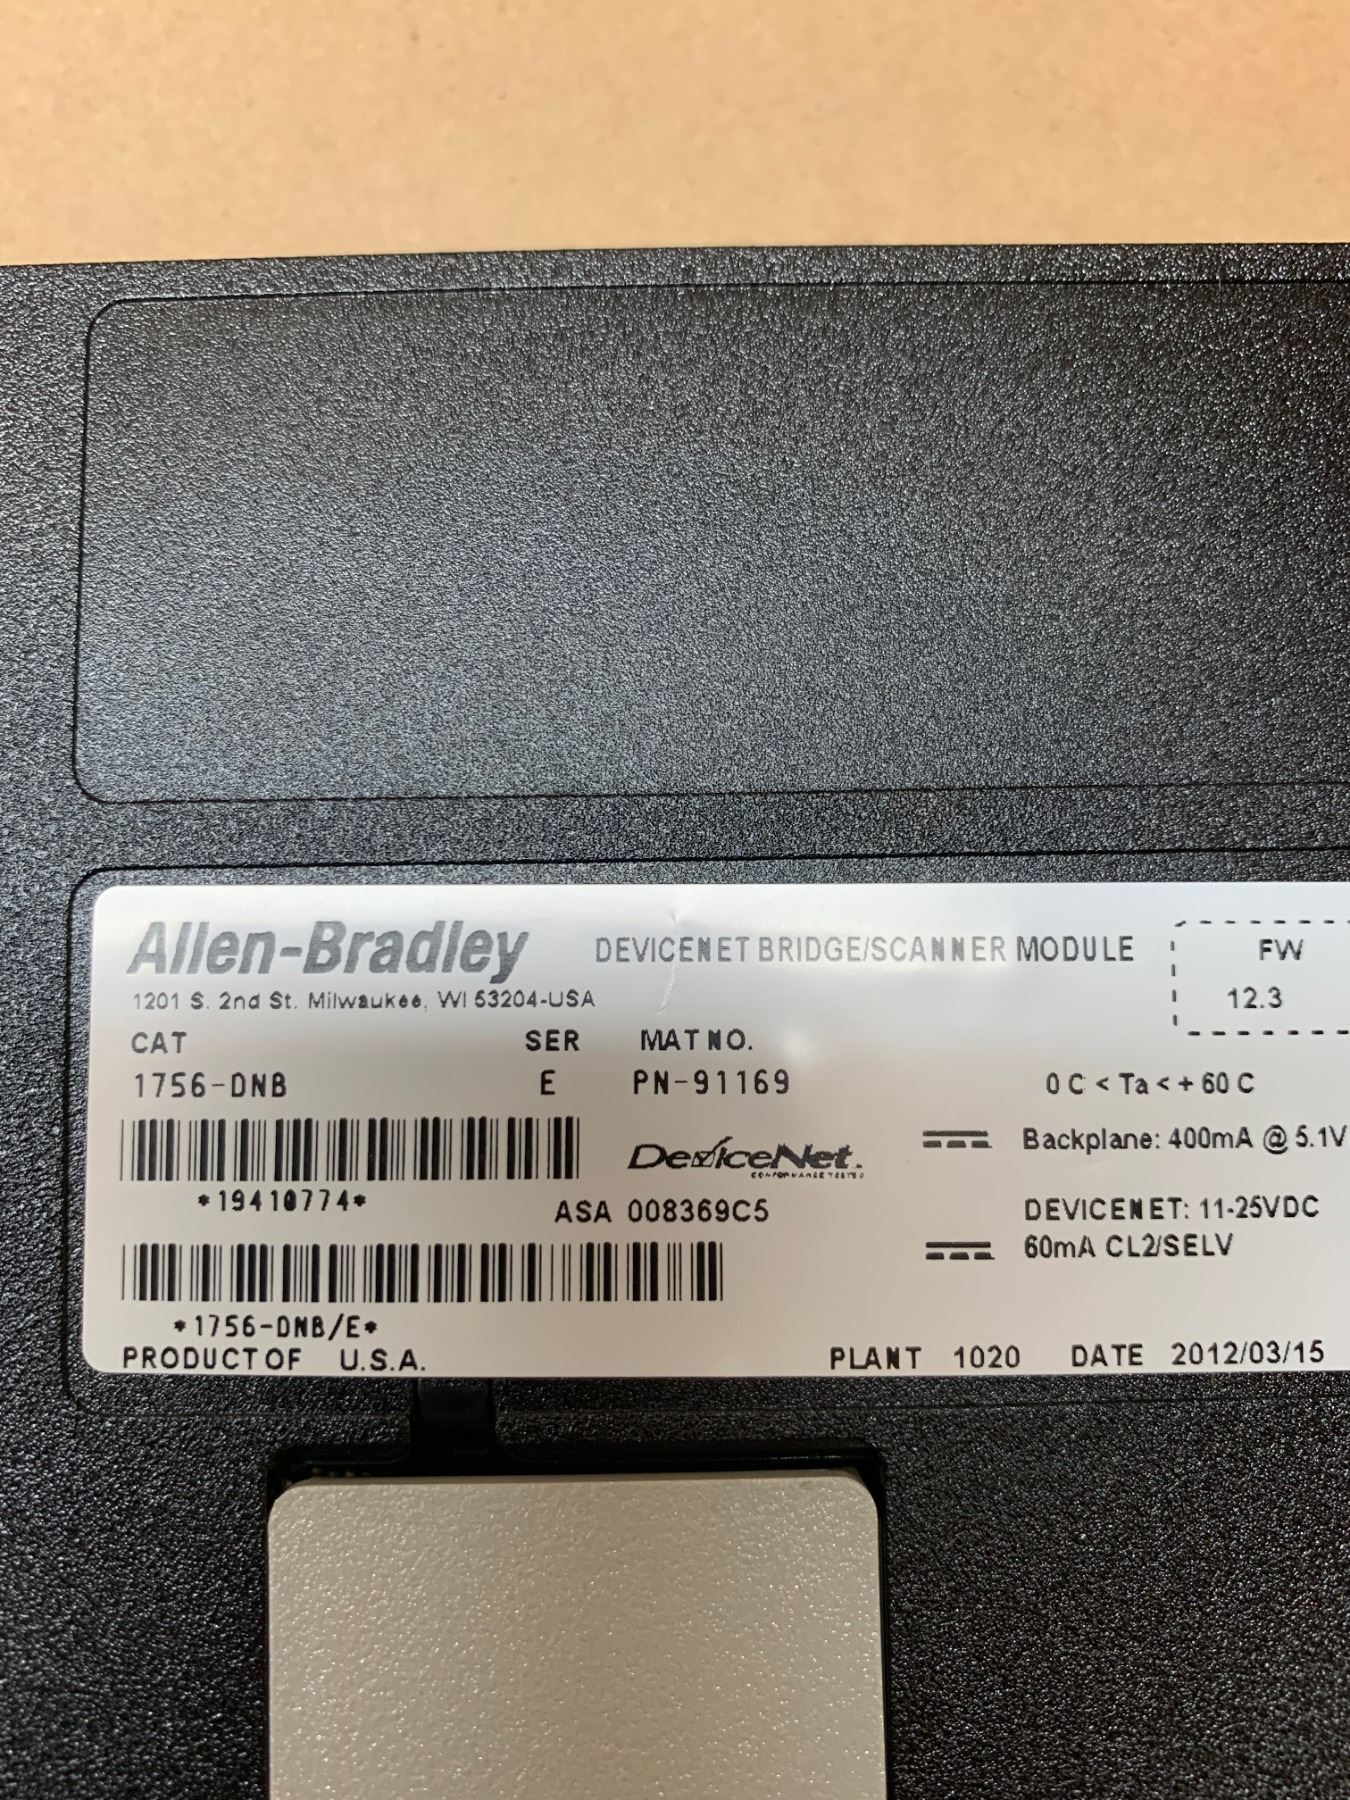 Allen-Bradley DEVICENET BRIDGE/SCANNER MODULE FW
1201 S. 2nd St. Milwaukee, WI 53204-USA 12.3
CAT SER MAT NO.
1756-DNB E PN-91169 0 C < Ta < + 60 C
Backplane: 400mA @ 5.1V
DeviceNet
CONFORMANCE TESTED
*19410774* ASA 008369C5 DEVICENET: 11-25VDC
60mA CL2/SELV
*1756-DNB/E*
PRODUCT OF U.S.A. PLANT 1020 DATE 2012/03/15